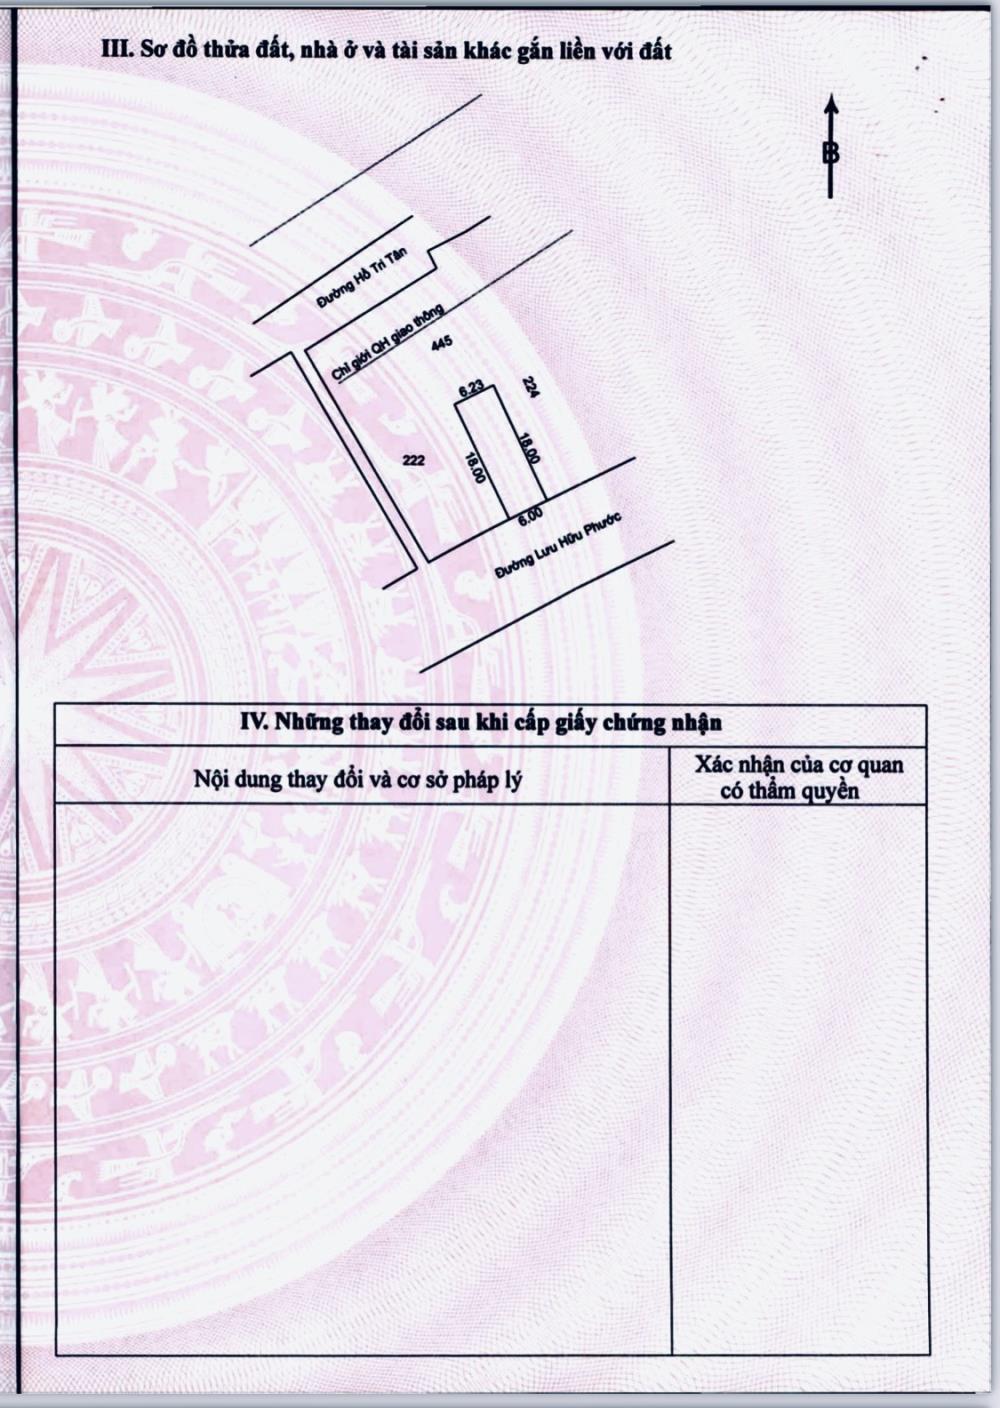 III. Sơ đồ thửa đất, nhà ở và tài sản khác gắn liền với đất
B
Đường Hồ Tri Tân
Chỉ giới QH giao thông
445
6.23
224
18.00
18.00
222
6.00
Đường Lưu Hữu Phước
IV. Những thay đổi sau khi cấp giấy chứng nhận
Nội dung thay đổi và cơ sở pháp lý
Xác nhận của cơ quan
có thẩm quyền